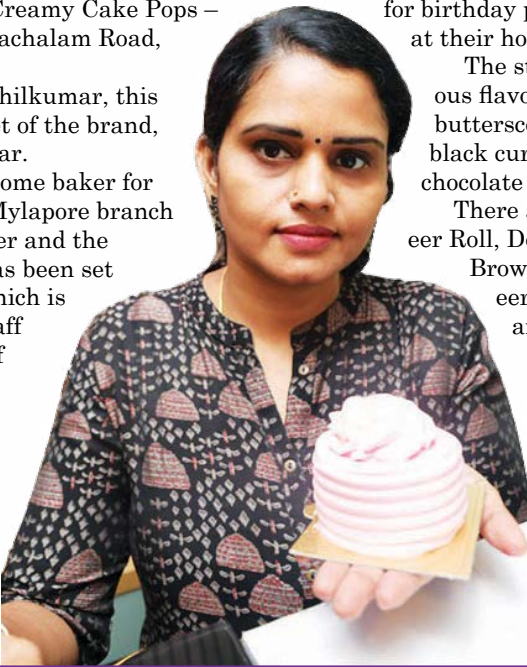 Creamy Cake Pops –
achalam Road,
hilkumar, this
t of the brand,
ar.
ome baker for
Mylapore branch
er and the
as been set
hich is
aff
f
for birthday p
at their ho
The st
ous flavo
buttersc
black cur
chocolate
There
eer Roll, De
Brow
eer
a